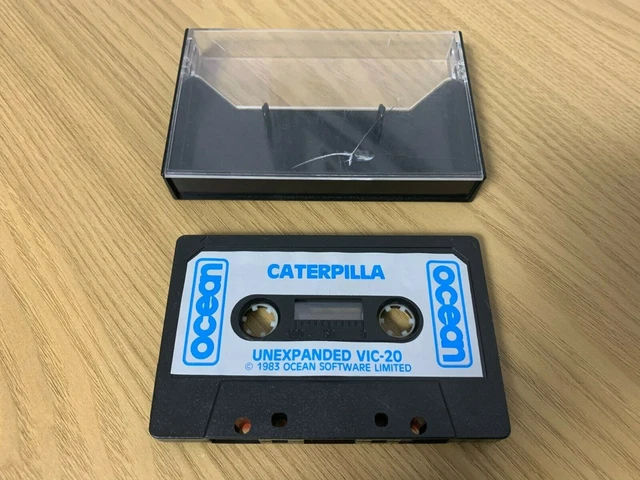 CATERPILLA
ocean
ocean
UNEXPANDED VIC-20
© 1983 OCEAN SOFTWARE LIMITED